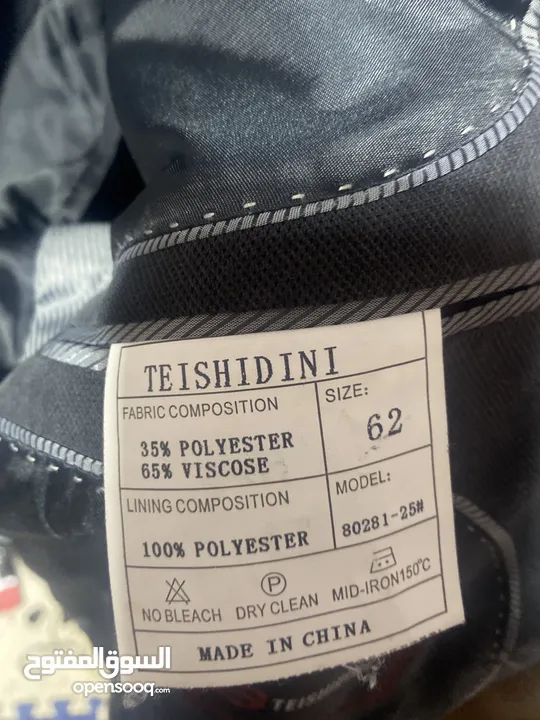 TEISHIDINI
FABRIC COMPOSITION
35% POLYESTER
65% VISCOSE
SIZE:
62
LINING COMPOSITION
100% POLYESTER
MODEL:
80281-25#
P
NO BLEACH DRY CLEAN MID-IRON150℃
MADE IN CHINA
السوق المفتوح
opensooq.com
TEISHI